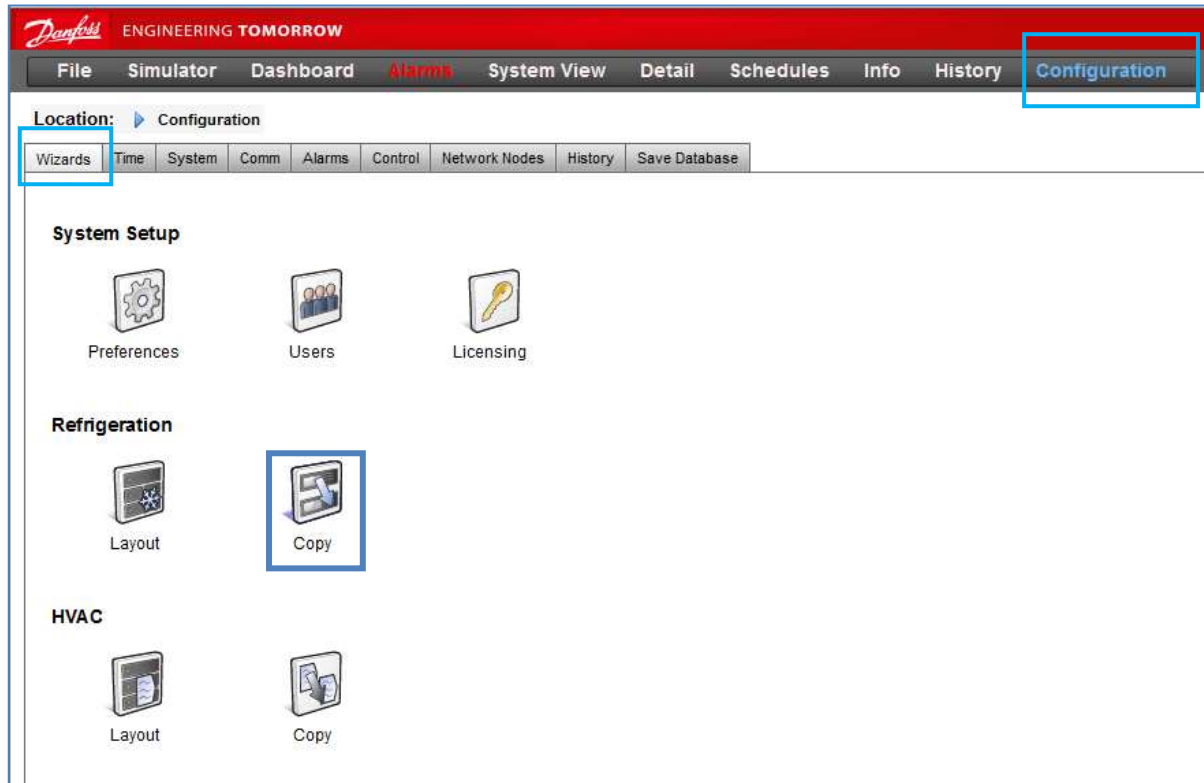 Danfoss ENGINEERING TOMORROW
File Simulator Dashboard Alarms System View Detail Schedules Info History Configuration
Location: Configuration
Wizards Time System Comm Alarms Control Network Nodes History Save Database
System Setup
Preferences Users Licensing
Refrigeration
Layout Copy
HVAC
Layout Copy